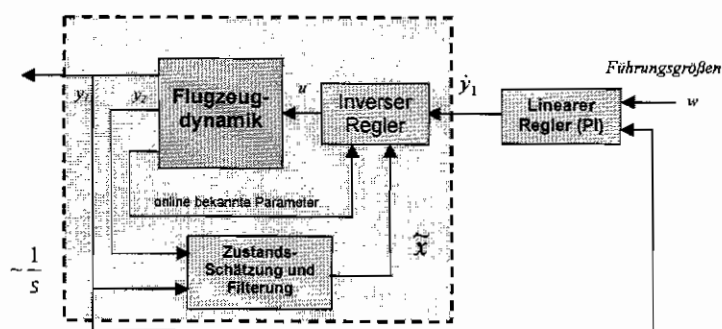 Führungsgrößen
w
Linearer
Regler (PI)
ẏ₁
Inverser
Regler
u
Flugzeug-
dynamik
y₁
y₂
online bekannte Parameter
Zustands-
Schätzung und
Filterung
x̃
~ 1/s